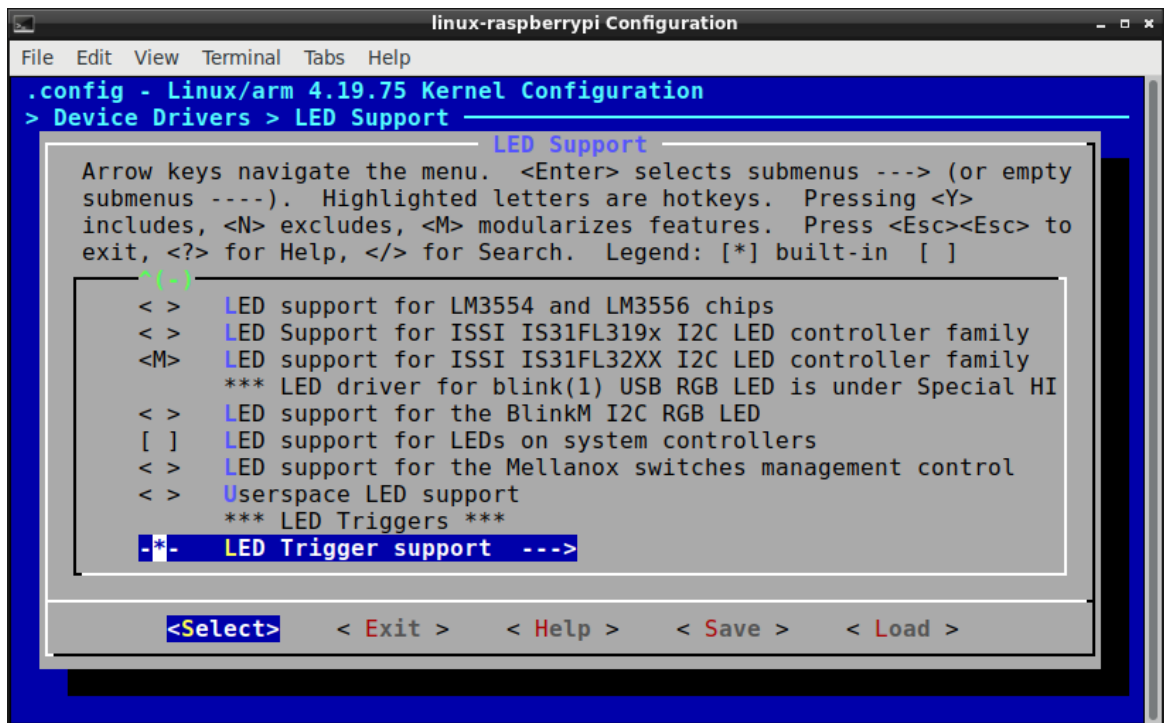 linux-raspberrypi Configuration
File Edit View Terminal Tabs Help
.config - Linux/arm 4.19.75 Kernel Configuration
> Device Drivers > LED Support
LED Support
Arrow keys navigate the menu. <Enter> selects submenus ---> (or empty
submenus ----). Highlighted letters are hotkeys. Pressing <Y>
includes, <N> excludes, <M> modularizes features. Press <Esc><Esc> to
exit, <?> for Help, </> for Search. Legend: [*] built-in [ ]
^(-)
< > LED support for LM3554 and LM3556 chips
< > LED Support for ISSI IS31FL319x I2C LED controller family
<M> LED support for ISSI IS31FL32XX I2C LED controller family
*** LED driver for blink(1) USB RGB LED is under Special HI
< > LED support for the BlinkM I2C RGB LED
[ ] LED support for LEDs on system controllers
< > LED support for the Mellanox switches management control
< > Userspace LED support
*** LED Triggers ***
-*- LED Trigger support --->
<Select> < Exit > < Help > < Save > < Load >